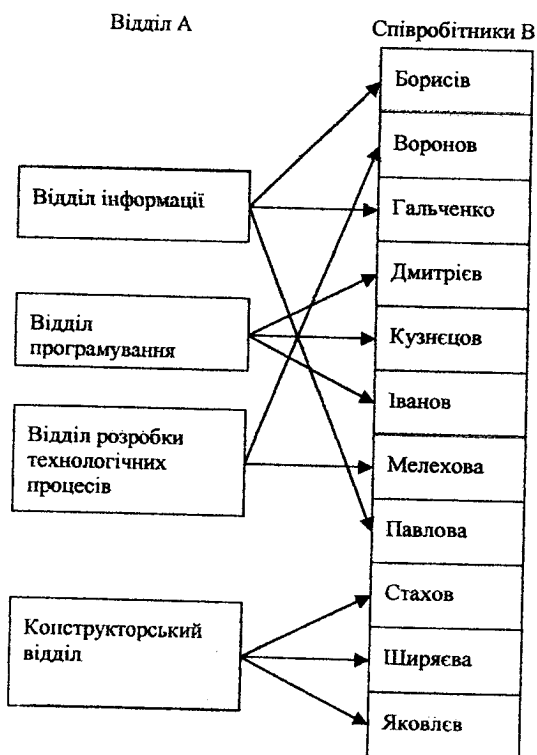 Відділ А
Співробітники В
Відділ інформації
Відділ
програмування
Відділ розробки
технологічних
процесів
Конструкторський
відділ
Борисів
Воронов
Гальченко
Дмитрієв
Кузнєцов
Іванов
Мелехова
Павлова
Стахов
Ширяєва
Яковлєв